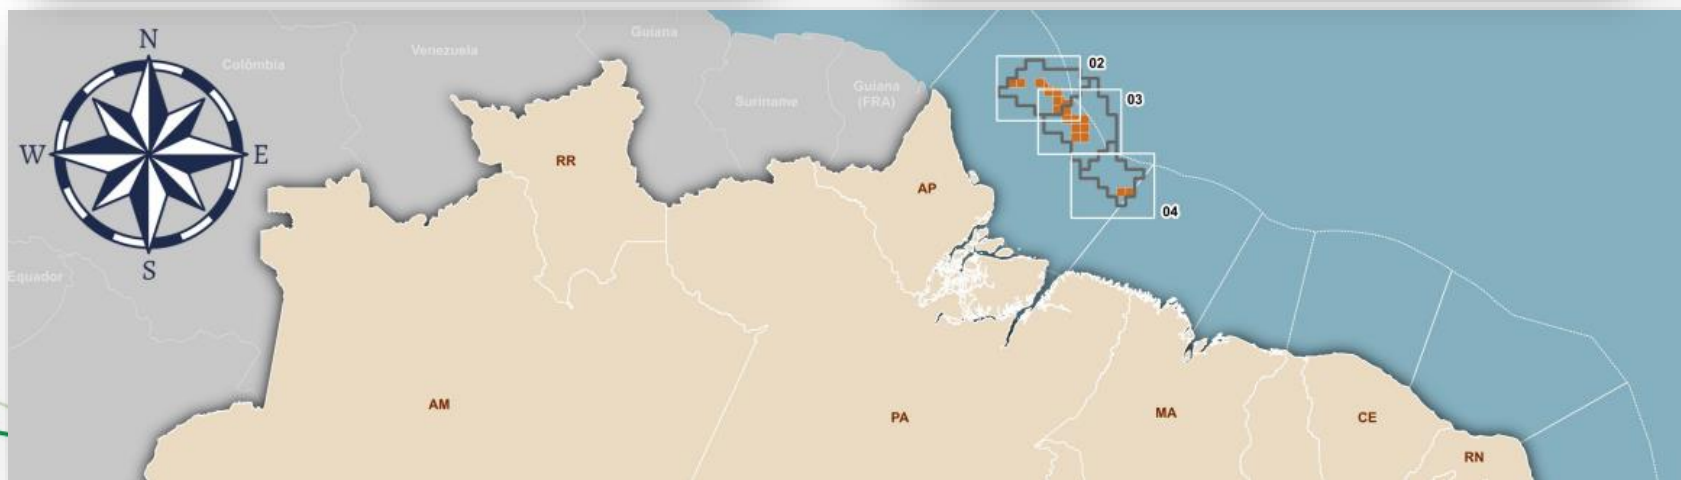 N
W
E
S
Colômbia
Venezuela
Guiana
Suriname
Guiana
(FRA)
Equador
RR
AP
AM
PA
MA
CE
RN
02
03
04